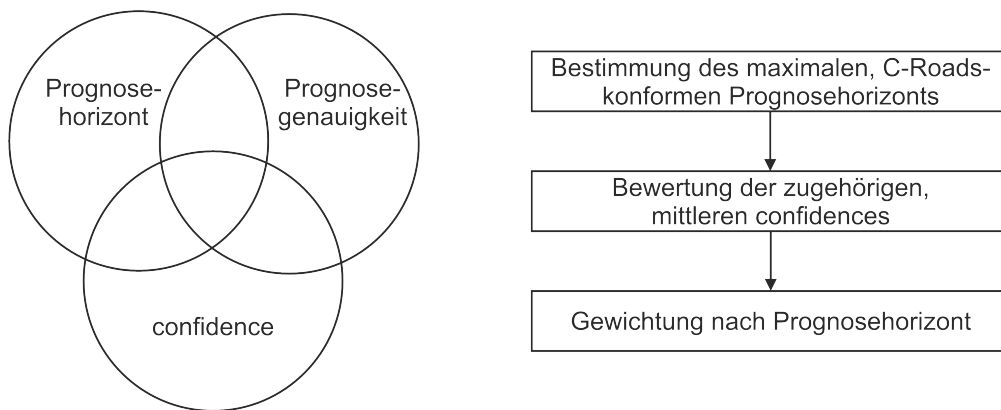 Prognose-
horizont
Prognose-
genauigkeit
confidence
Bestimmung des maximalen, C-Roads-
konformen Prognosehorizonts
Bewertung der zugehörigen,
mittleren confidences
Gewichtung nach Prognosehorizont